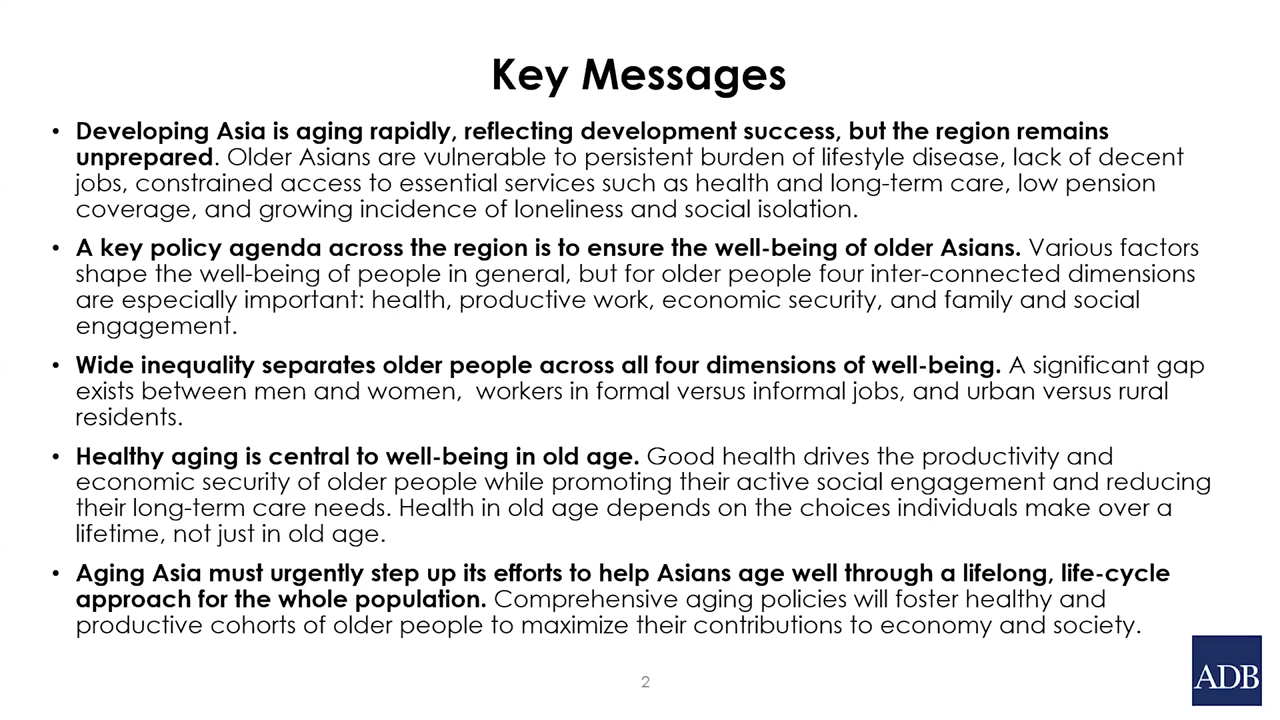 Key Messages
• Developing Asia is aging rapidly, reflecting development success, but the region remains
unprepared. Older Asians are vulnerable to persistent burden of lifestyle disease, lack of decent
jobs, constrained access to essential services such as health and long-term care, low pension
coverage, and growing incidence of loneliness and social isolation.
• A key policy agenda across the region is to ensure the well-being of older Asians. Various factors
shape the well-being of people in general, but for older people four inter-connected dimensions
are especially important: health, productive work, economic security, and family and social
engagement.
• Wide inequality separates older people across all four dimensions of well-being. A significant gap
exists between men and women,  workers in formal versus informal jobs, and urban versus rural
residents.
• Healthy aging is central to well-being in old age. Good health drives the productivity and
economic security of older people while promoting their active social engagement and reducing
their long-term care needs. Health in old age depends on the choices individuals make over a
lifetime, not just in old age.
• Aging Asia must urgently step up its efforts to help Asians age well through a lifelong, life-cycle
approach for the whole population. Comprehensive aging policies will foster healthy and
productive cohorts of older people to maximize their contributions to economy and society.
2
ADB